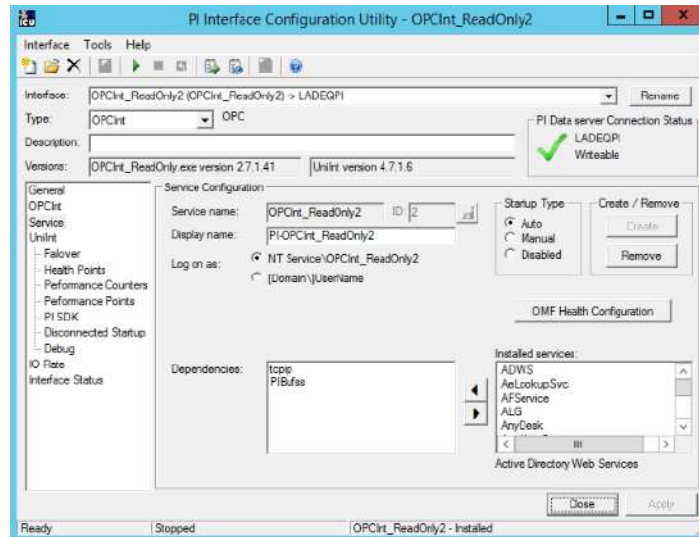 PI Interface Configuration Utility - OPCInt_ReadOnly2
Interface Tools Help
Interface: OPCInt_ReadOnly2 (OPCInt_ReadOnly2) -> LADEQPI Rename
Type: OPCInt OPC
PI Data server Connection Status
LADEQPI
Writeable
Description:
Versions: OPCInt_ReadOnly.exe version 2.7.1.41 UniInt version 4.7.1.6
General
OPCInt
Service
UniInt
Failover
Health Points
Peformance Counters
Pefromance Points
PI SDK
Disconnected Startup
Debug
IO Rate
Interface Status
Service Configuration
Service name: OPCInt_ReadOnly2 ID: 2
Display name: PI-OPCInt_ReadOnly2
Log on as: NT Service\OPCInt_ReadOnly2
[Domain\]UserName
Startup Type
Auto
Manual
Disabled
Create / Remove
Create
Remove
OMF Health Configuration
Dependencies:
tcpip
PIBufss
Installed services:
ADWS
AeLookupSvc
AFService
ALG
AnyDesk
Active Directory Web Services
Close Apply
Ready Stopped OPCInt_ReadOnly2 - Installed